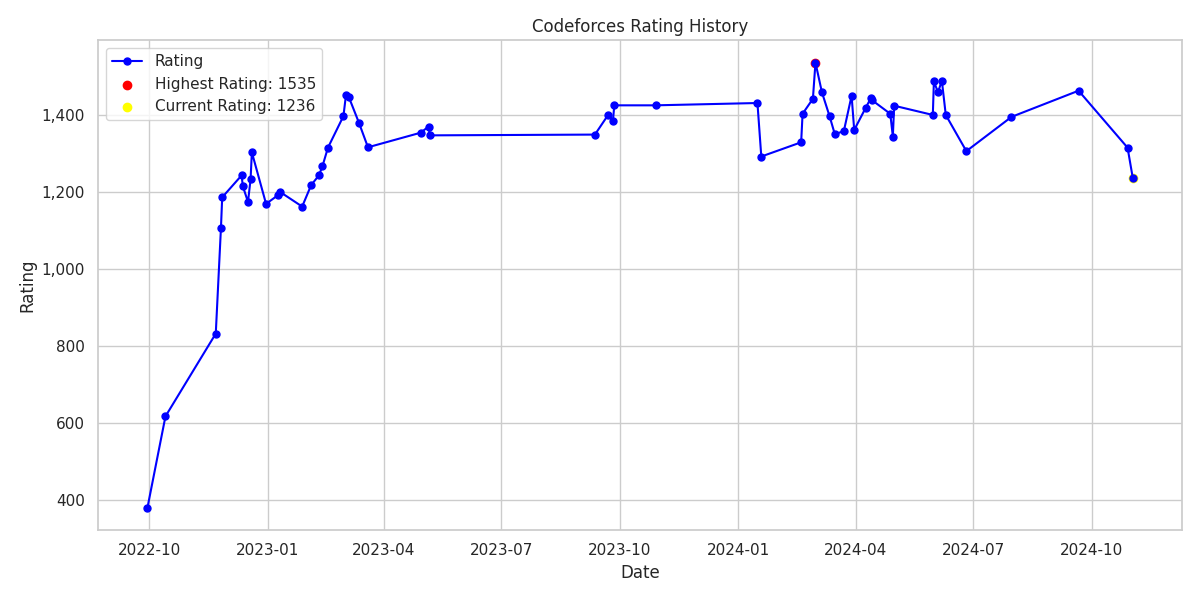 Codeforces Rating History
Rating
Highest Rating: 1535
Current Rating: 1236
Rating
1,400
1,200
1,000
800
600
400
2022-10 2023-01 2023-04 2023-07 2023-10 2024-01 2024-04 2024-07 2024-10
Date